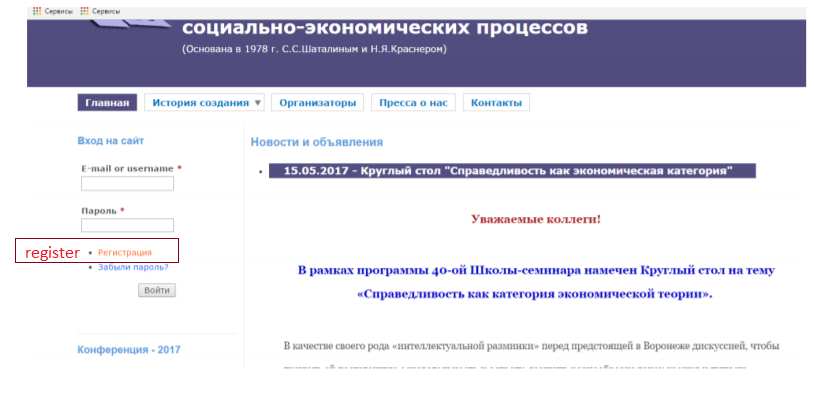 Сервисы Сервисы
социально-экономических процессов
(Основана в 1978 г. С.С.Шаталиным и Н.Я.Краснером)
Главная История создания ▼ Организаторы Пресса о нас Контакты
Вход на сайт
E-mail or username *
Пароль *
register • Регистрация
• Забыли пароль?
Войти
Конференция - 2017
Новости и объявления
• 15.05.2017 - Круглый стол "Справедливость как экономическая категория"
Уважаемые коллеги!
В рамках программы 40-ой Школы-семинара намечен Круглый стол на тему
«Справедливость как категория экономической теории».
В качестве своего рода «интеллектуальной разминки» перед предстоящей в Воронеже дискуссией, чтобы